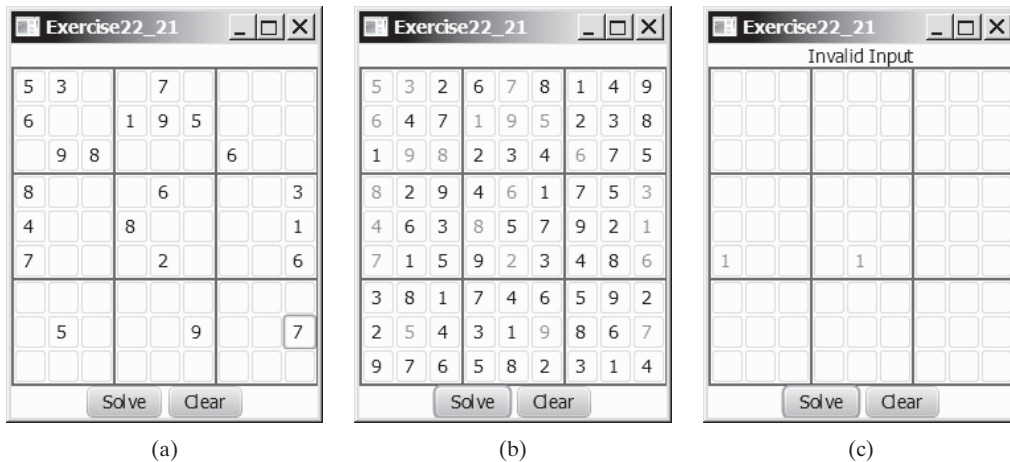 Exercise22_21
5 3 7
6 1 9 5
9 8 6
8 6 3
4 8 1
7 2 6
5 9 7
Solve Clear
(a)
Exercise22_21
5 3 2 6 7 8 1 4 9
6 4 7 1 9 5 2 3 8
1 9 8 2 3 4 6 7 5
8 2 9 4 6 1 7 5 3
4 6 3 8 5 7 9 2 1
7 1 5 9 2 3 4 8 6
3 8 1 7 4 6 5 9 2
2 5 4 3 1 9 8 6 7
9 7 6 5 8 2 3 1 4
Solve Clear
(b)
Exercise22_21
Invalid Input
1 1
Solve Clear
(c)